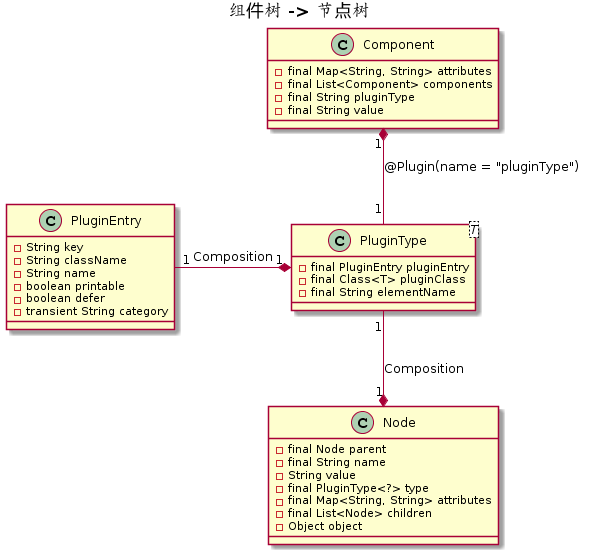 组件树 -> 节点树
C Component
final Map<String, String> attributes
final List<Component> components
final String pluginType
final String value
1
@Plugin(name = "pluginType")
1
C PluginEntry
String key
String className
String name
boolean printable
boolean defer
transient String category
1 Composition 1
C PluginType T
final PluginEntry pluginEntry
final Class<T> pluginClass
final String elementName
1
Composition
1
C Node
final Node parent
final String name
String value
final PluginType<?> type
final Map<String, String> attributes
final List<Node> children
Object object